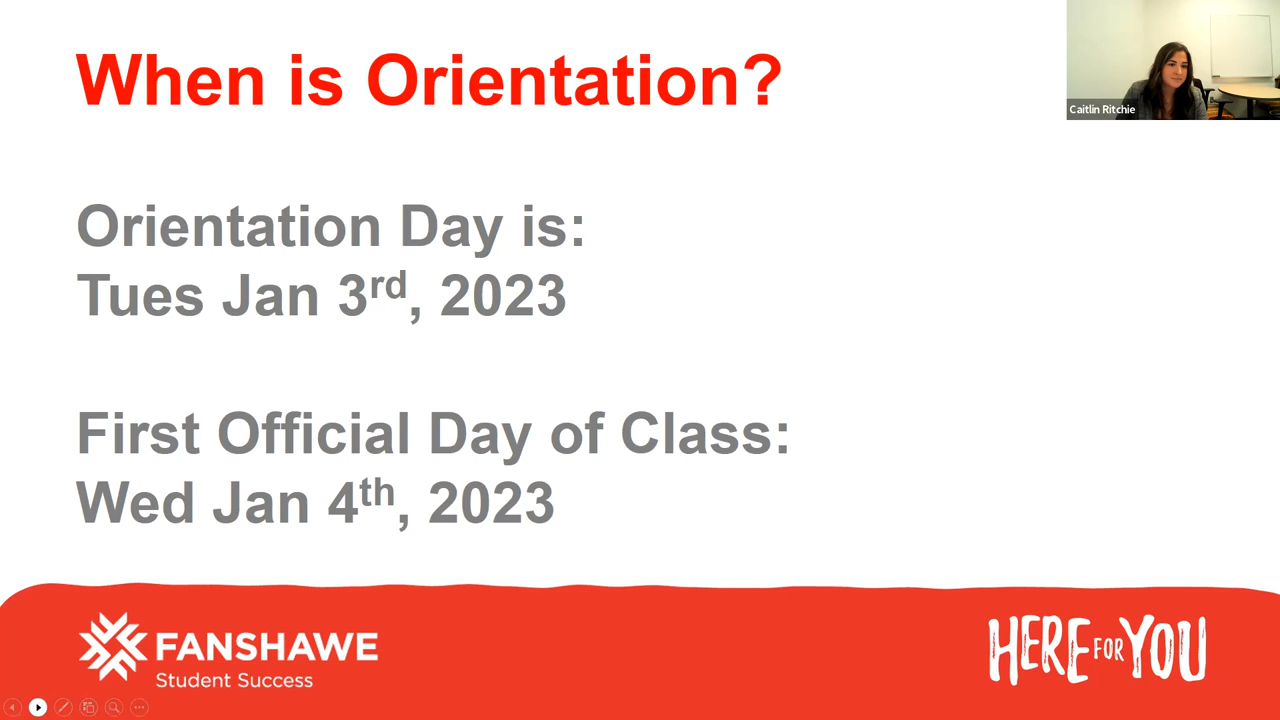 When is Orientation?
Caitlin Ritchie
Orientation Day is:
Tues Jan 3rd, 2023
First Official Day of Class:
Wed Jan 4th, 2023
FANSHAWE
Student Success
HERE FOR YOU